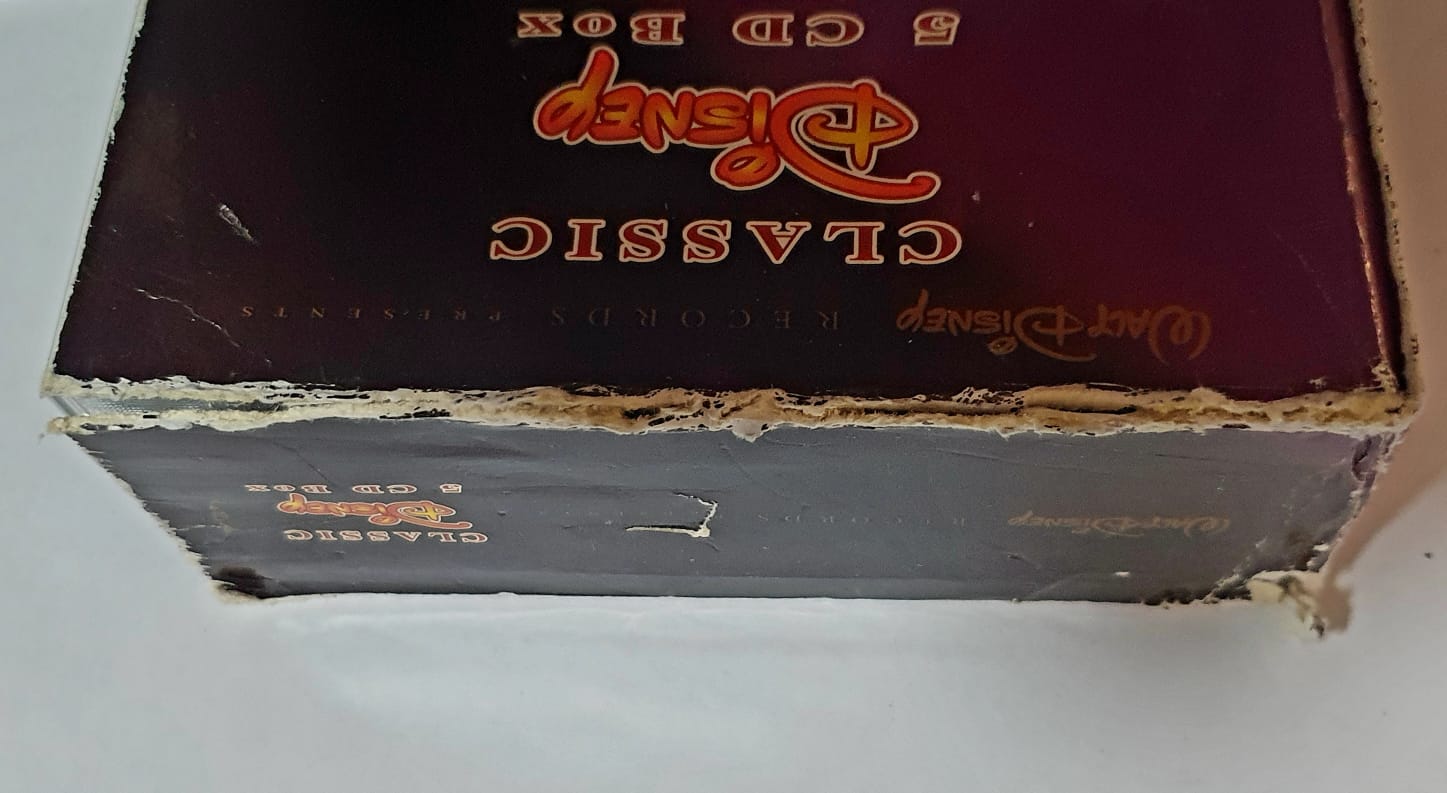 WALT DISNEY RECORDS PRESENTS
CLASSIC
DISNEY
5 CD BOX
WALT DISNEY RECORDS
CLASSIC
DISNEY
5 CD BOX